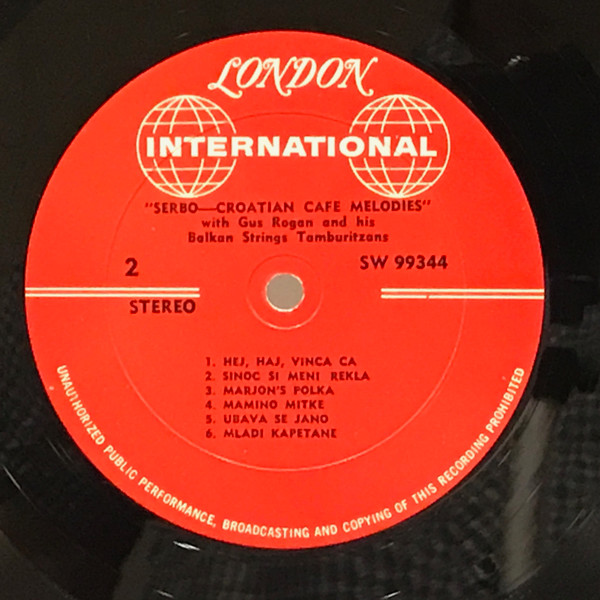 LONDON
INTERNATIONAL
"SERBO—CROATIAN CAFE MELODIES"
with Gus Rogan and his
Balkan Strings Tamburitzans
2
SW 99344
STEREO
1. HEJ, HAJ, VINCA CA
2. SINOC SI MENI REKLA
3. MARJON'S POLKA
4. MAMINO MITKE
5. UBAVA SE JANO
6. MLADI KAPETANE
UNAUTHORIZED PUBLIC PERFORMANCE, BROADCASTING AND COPYING OF THIS RECORDING PROHIBITED